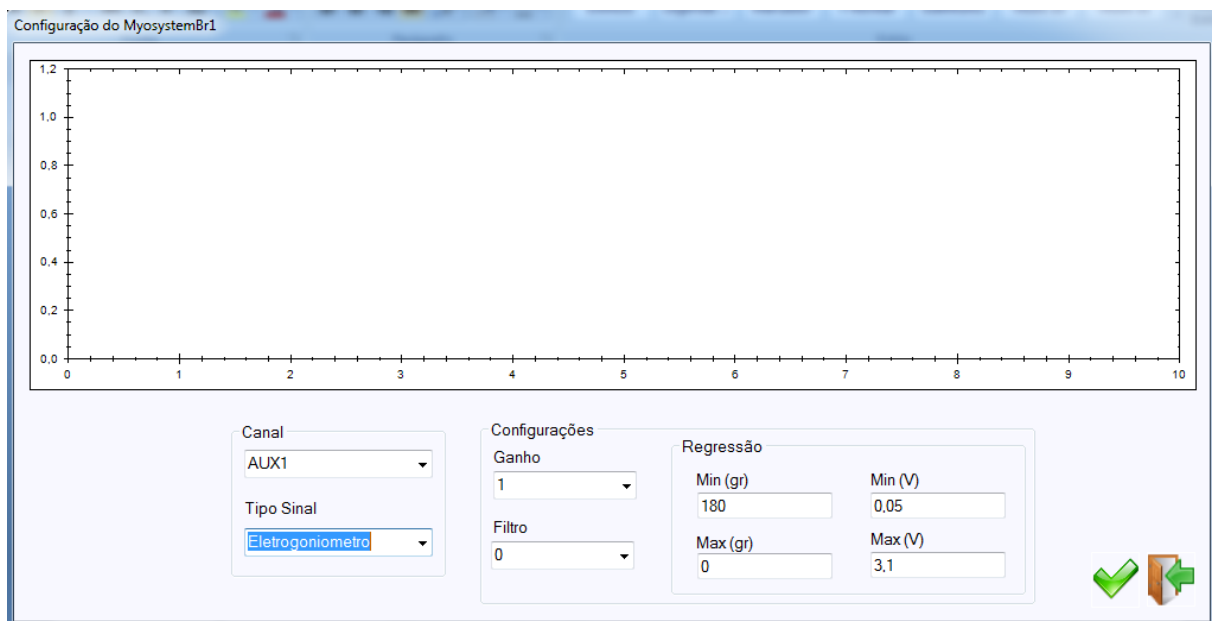 Configuração do MyosystemBr1
1,2
1,0
0,8
0,6
0,4
0,2
0,0
0 1 2 3 4 5 6 7 8 9 10
Canal
AUX1
Tipo Sinal
Eletrogoniometro
Configurações
Ganho
1
Filtro
0
Regressão
Min (gr) Min (V)
180 0,05
Max (gr) Max (V)
0 3,1